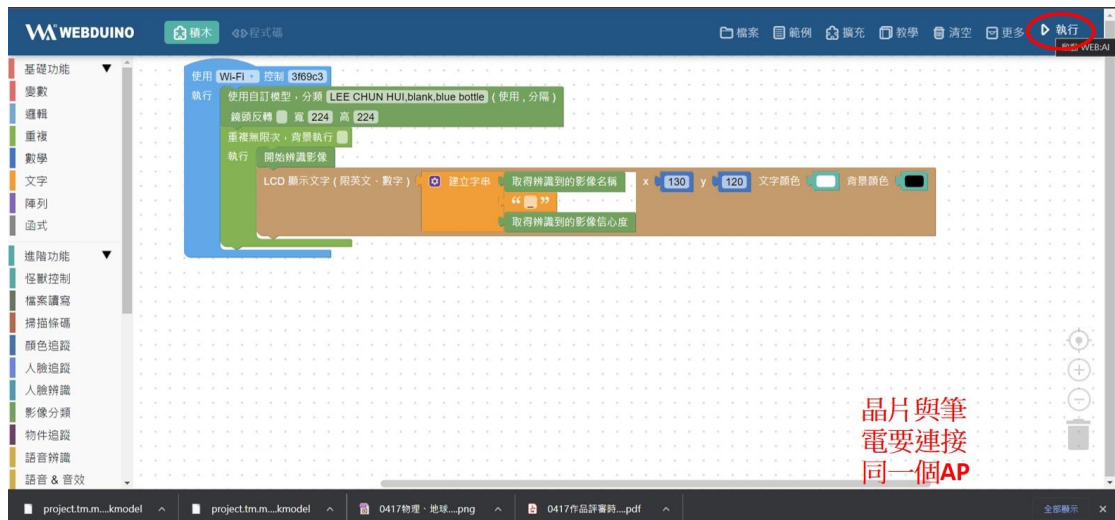 WEBDUINO
積木
程式碼
檔案
範例
擴充
教學
清空
更多
執行
WEB:AI
基礎功能 ▼
變數
邏輯
重複
數學
文字
陣列
函式
進階功能 ▼
怪獸控制
檔案讀寫
掃描條碼
顏色追蹤
人臉追蹤
人臉辨識
影像分類
物件追蹤
語音辨識
語音 & 音效
使用 Wi-Fi 控制 3f69c3
執行 使用自訂模型,分類 LEE CHUN HUI,blank,blue bottle ( 使用 , 分隔 )
鏡頭反轉 寬 224 高 224
重複無限次,背景執行
執行 開始辨識影像
LCD 顯示文字 ( 限英文、數字 ) 建立字串 取得辨識到的影像名稱 x 130 y 120 文字顏色 背景顏色
“ _ ”
取得辨識到的影像信心度
晶片與筆
電要連接
同一個AP
project.tm.m....kmodel
project.tm.m....kmodel
0417物理、地球....png
0417作品評審時....pdf
全部顯示